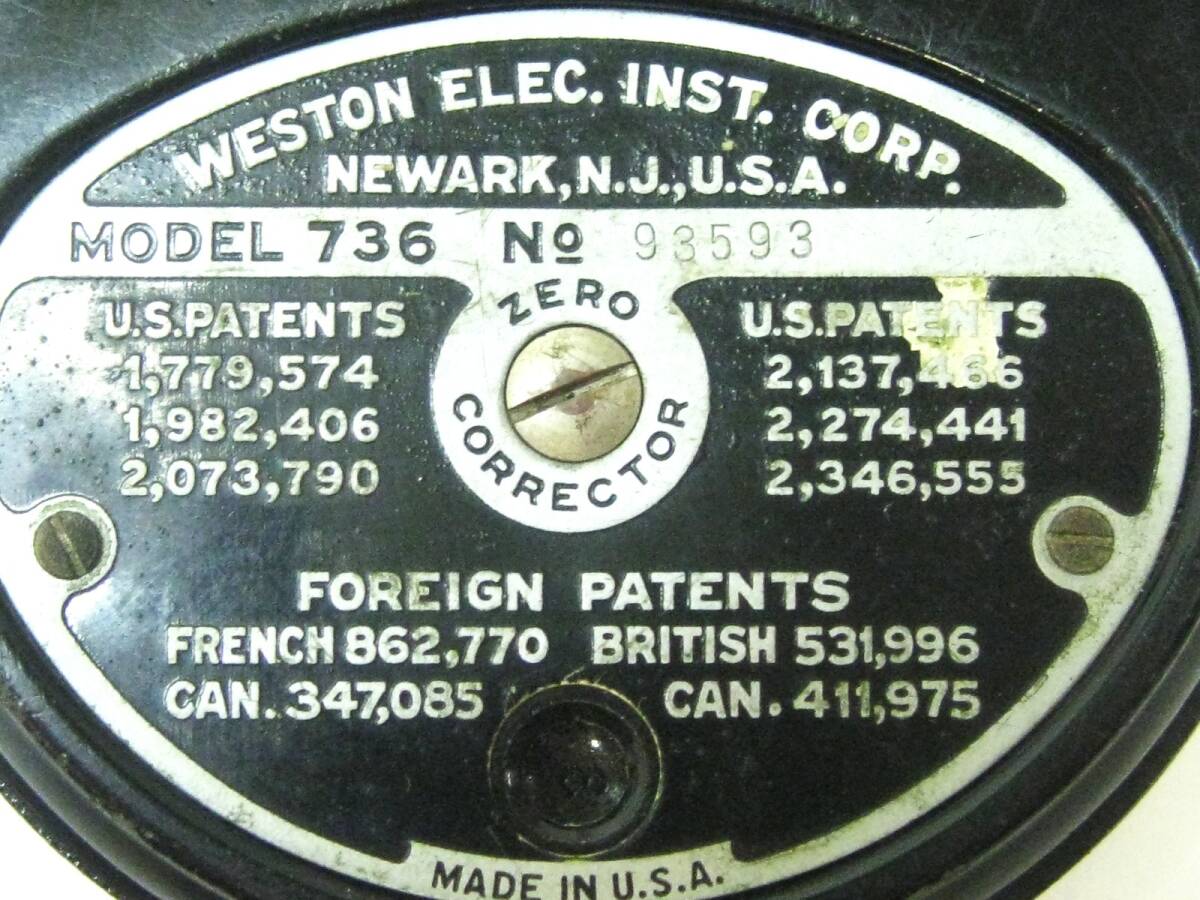 WESTON ELEC. INST. CORP.
NEWARK, N.J., U.S.A.
MODEL 736 No 93593
ZERO CORRECTOR
U.S. PATENTS
1,779,574
1,982,406
2,073,790
U.S. PATENTS
2,137,466
2,274,441
2,346,555
FOREIGN PATENTS
FRENCH 862,770 BRITISH 531,996
CAN. 347,085 CAN. 411,975
MADE IN U.S.A.